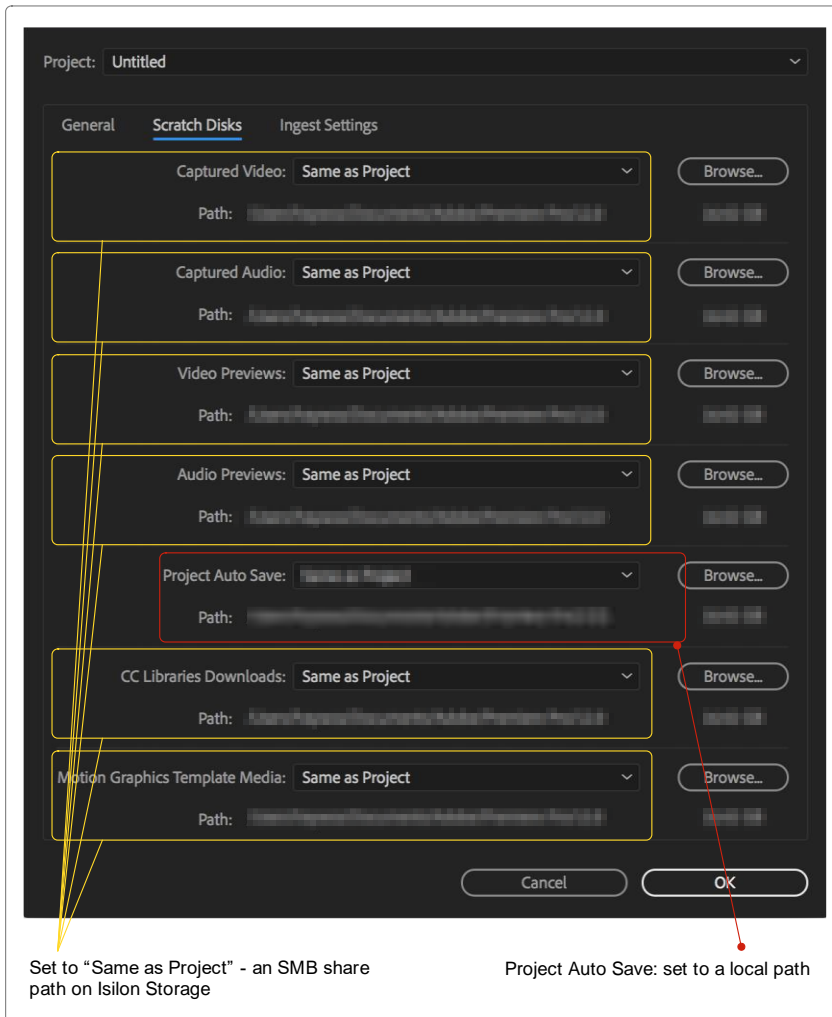 Project: Untitled
General Scratch Disks Ingest Settings
Captured Video: Same as Project Browse...
Path:
Captured Audio: Same as Project Browse...
Path:
Video Previews: Same as Project Browse...
Path:
Audio Previews: Same as Project Browse...
Path:
Project Auto Save: Browse...
Path:
CC Libraries Downloads: Same as Project Browse...
Path:
Motion Graphics Template Media: Same as Project Browse...
Path:
Cancel OK
Set to “Same as Project” - an SMB share
path on Isilon Storage
Project Auto Save: set to a local path